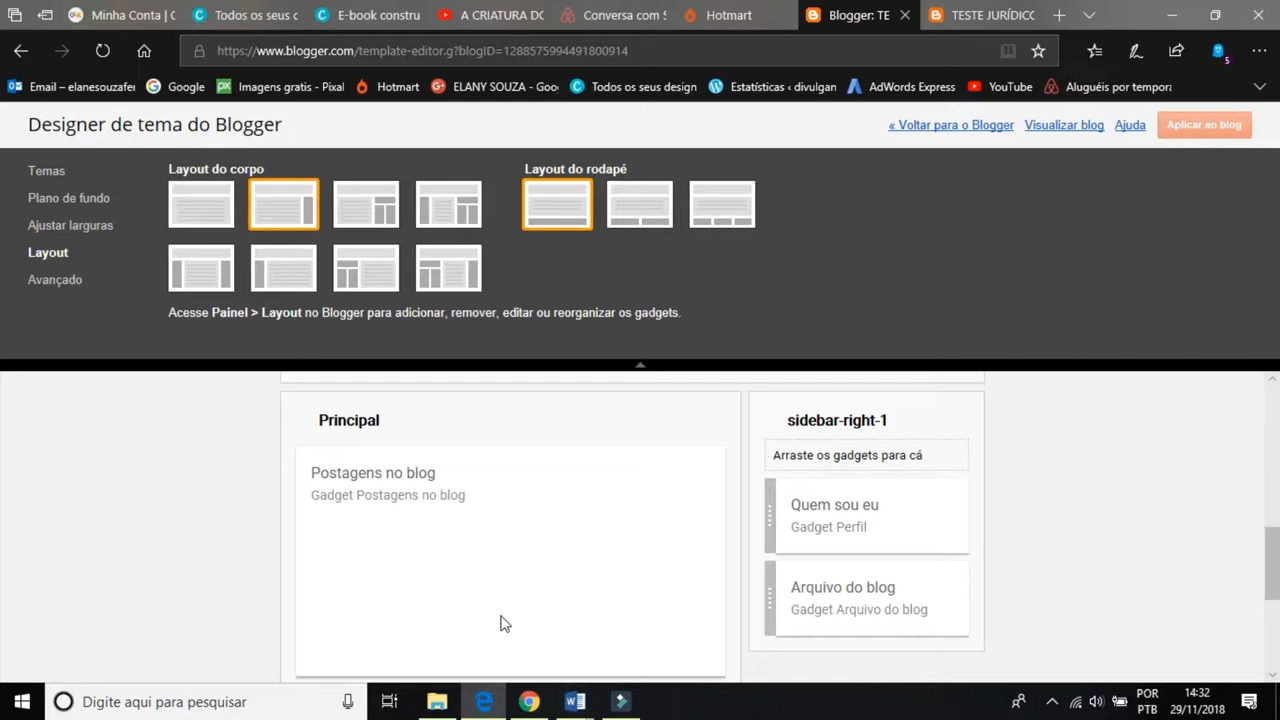 Minha Conta | C
Todos os seus c
E-book constru
A CRIATURA DO
Conversa com S
Hotmart
Blogger: TE
TESTE JURÍDICO
https://www.blogger.com/template-editor.g?blogID=1288575994491800914
5
Email – elanesouzafer
Google
Imagens gratis - Pixal
Hotmart
ELANY SOUZA - Goo
Todos os seus design
Estatísticas ‹ divulgan
AdWords Express
YouTube
Aluguéis por tempora
Designer de tema do Blogger
« Voltar para o Blogger
Visualizar blog
Ajuda
Aplicar ao blog
Temas
Plano de fundo
Ajustar larguras
Layout
Avançado
Layout do corpo
Layout do rodapé
Acesse Painel > Layout no Blogger para adicionar, remover, editar ou reorganizar os gadgets.
Principal
Postagens no blog
Gadget Postagens no blog
sidebar-right-1
Arraste os gadgets para cá
Quem sou eu
Gadget Perfil
Arquivo do blog
Gadget Arquivo do blog
Digite aqui para pesquisar
POR
PTB
14:32
29/11/2018